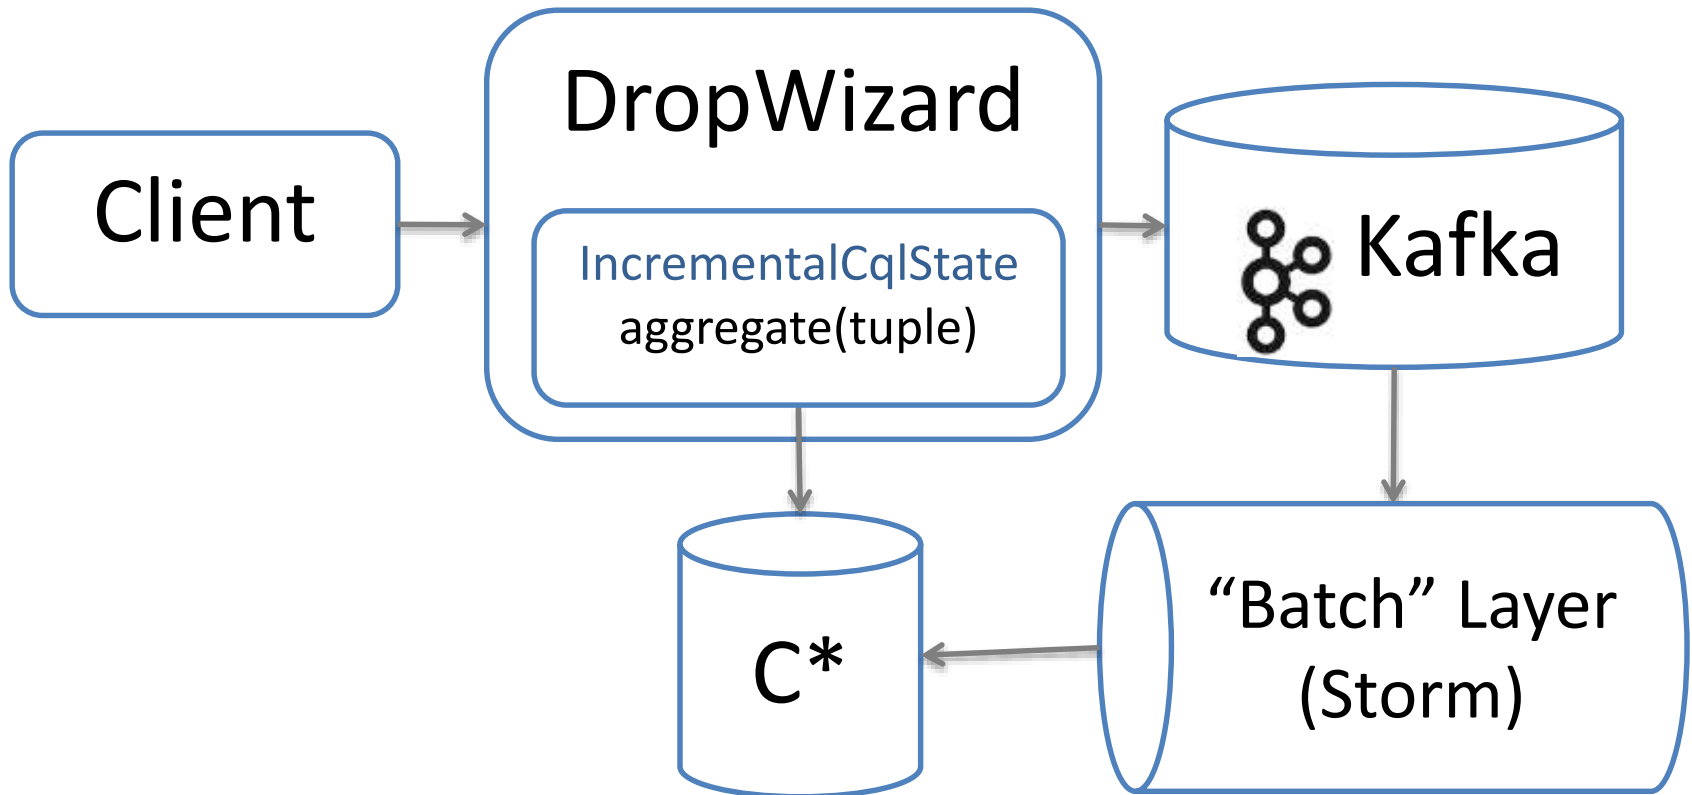 Client
DropWizard
IncrementalCqlState
aggregate(tuple)
Kafka
C*
“Batch” Layer
(Storm)